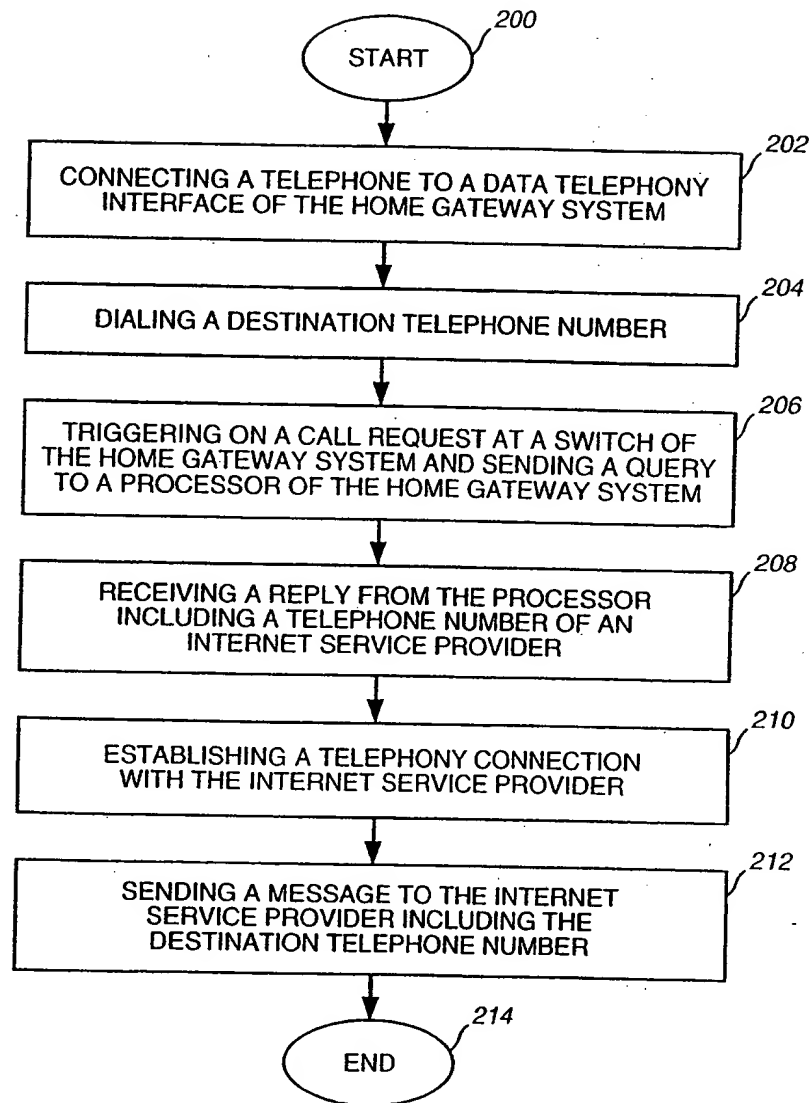 200
START
202
CONNECTING A TELEPHONE TO A DATA TELEPHONY
INTERFACE OF THE HOME GATEWAY SYSTEM
204
DIALING A DESTINATION TELEPHONE NUMBER
206
TRIGGERING ON A CALL REQUEST AT A SWITCH OF
THE HOME GATEWAY SYSTEM AND SENDING A QUERY
TO A PROCESSOR OF THE HOME GATEWAY SYSTEM
208
RECEIVING A REPLY FROM THE PROCESSOR
INCLUDING A TELEPHONE NUMBER OF AN
INTERNET SERVICE PROVIDER
210
ESTABLISHING A TELEPHONY CONNECTION
WITH THE INTERNET SERVICE PROVIDER
212
SENDING A MESSAGE TO THE INTERNET
SERVICE PROVIDER INCLUDING THE
DESTINATION TELEPHONE NUMBER
214
END